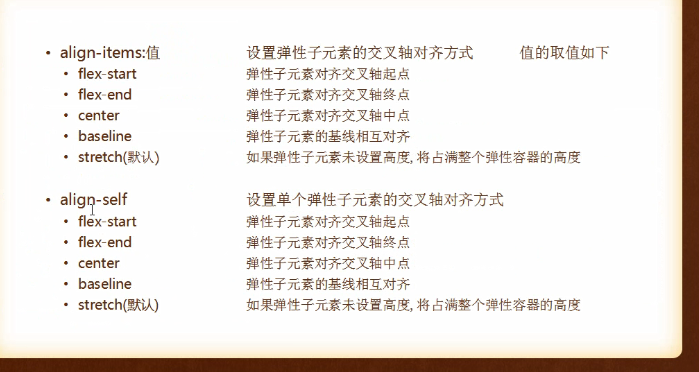 • align-items:值 设置弹性子元素的交叉轴对齐方式 值的取值如下
• flex-start 弹性子元素对齐交叉轴起点
• flex-end 弹性子元素对齐交叉轴终点
• center 弹性子元素对齐交叉轴中点
• baseline 弹性子元素的基线相互对齐
• stretch(默认) 如果弹性子元素未设置高度, 将占满整个弹性容器的高度
• align-self 设置单个弹性子元素的交叉轴对齐方式
• flex-start 弹性子元素对齐交叉轴起点
• flex-end 弹性子元素对齐交叉轴终点
• center 弹性子元素对齐交叉轴中点
• baseline 弹性子元素的基线相互对齐
• stretch(默认) 如果弹性子元素未设置高度, 将占满整个弹性容器的高度